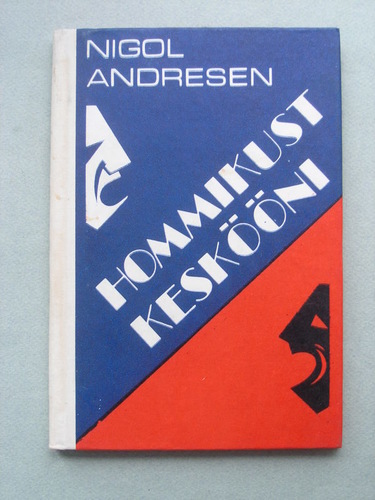 NIGOL
ANDRESEN
HOMMIKUST
KESKÖÖNI